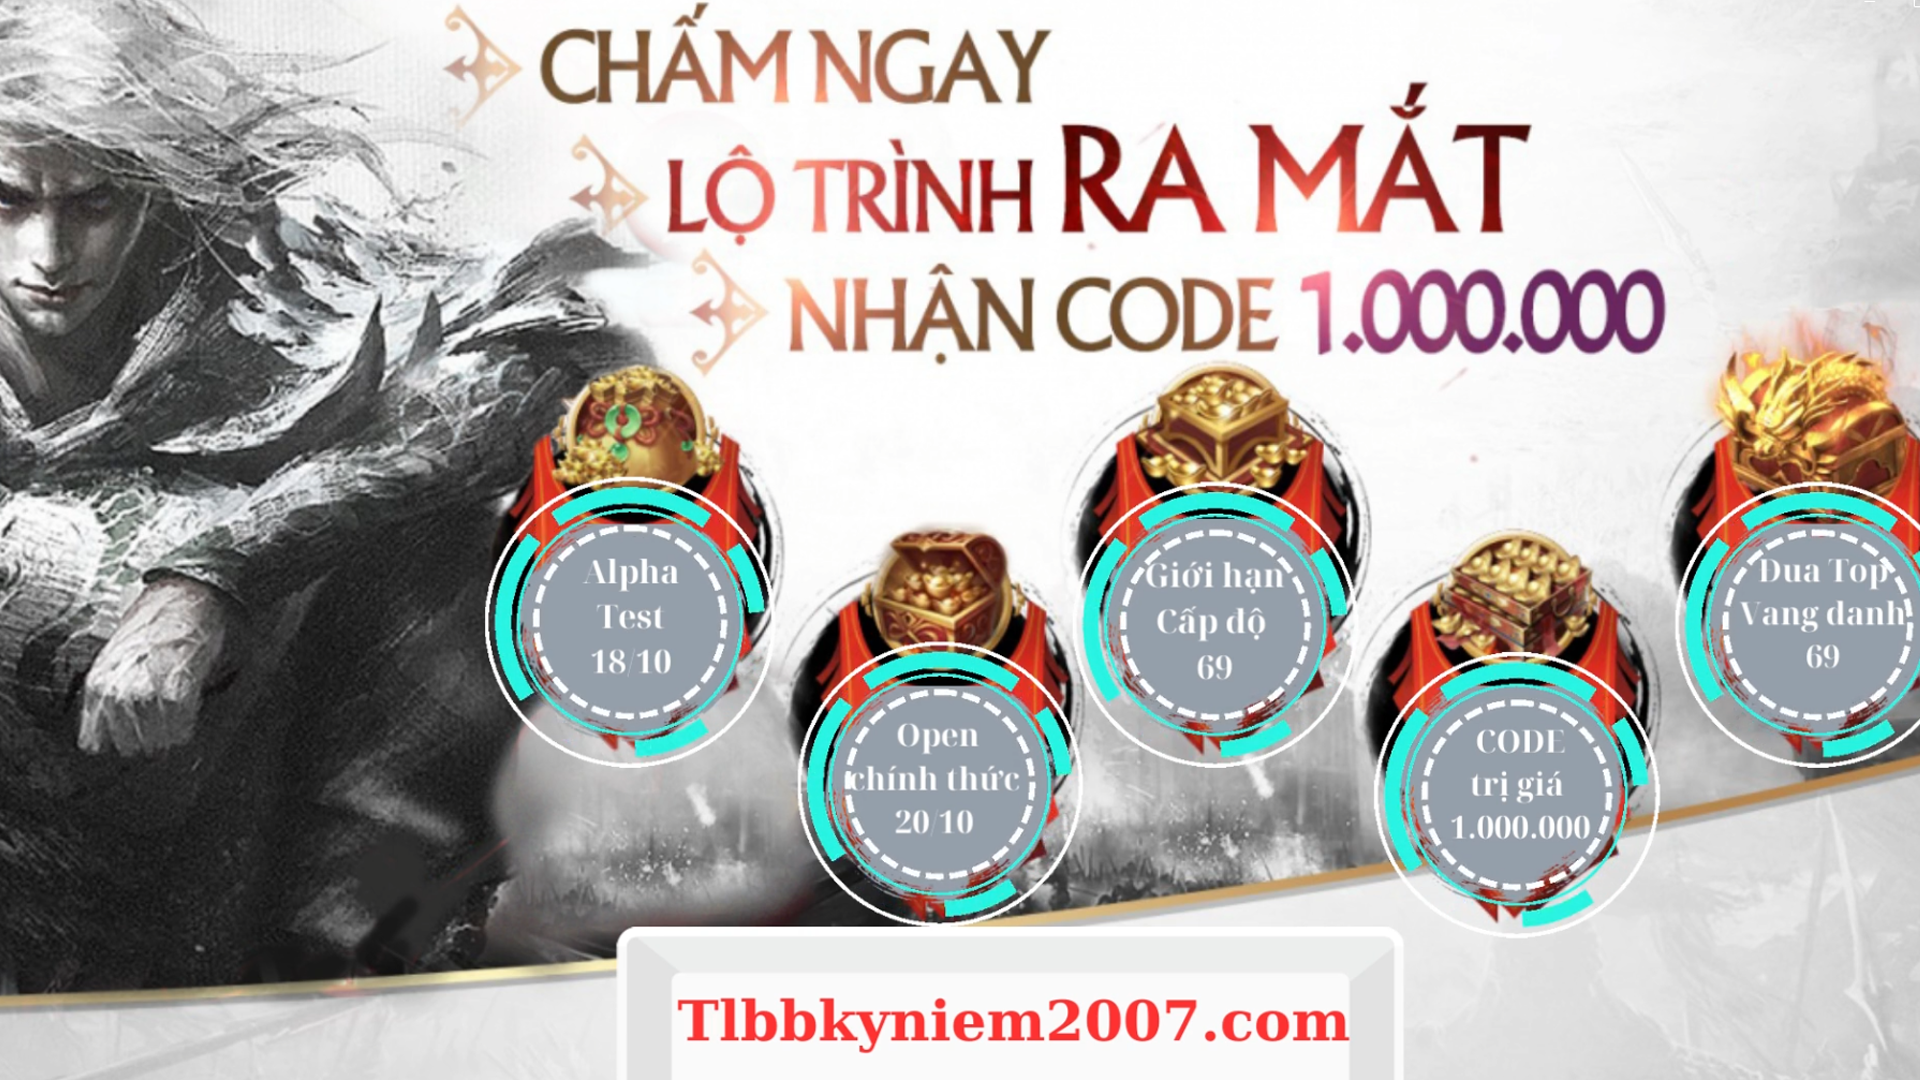 CHẤM NGAY
LỘ TRÌNH RA MẮT
NHẬN CODE 1.000.000
Alpha
Test
18/10
Open
chính thức
20/10
Giới hạn
Cấp độ
69
CODE
trị giá
1.000.000
Dua Top
Vang danh
69
Tlbbkyniem2007.com